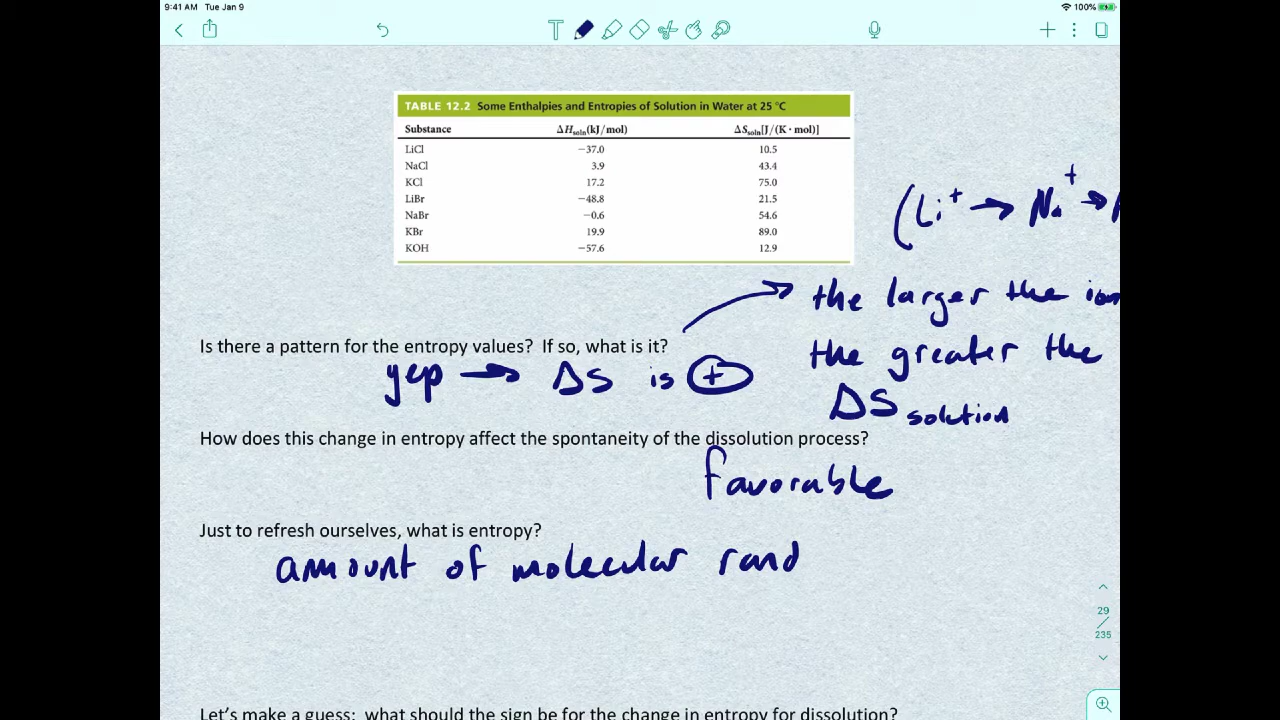 9:41 AM Tue Jan 9
100%
TABLE 12.2 Some Enthalpies and Entropies of Solution in Water at 25 °C
Substance ΔHsoln(kJ/mol) ΔSsoln[J/(K · mol)]
LiCl −37.0 10.5
NaCl 3.9 43.4
KCl 17.2 75.0
LiBr −48.8 21.5
NaBr −0.6 54.6
KBr 19.9 89.0
KOH −57.6 12.9
(Li+ → Na+ →
the larger the ion
Is there a pattern for the entropy values? If so, what is it?
the greater the
yep → ΔS is +
ΔS solution
How does this change in entropy affect the spontaneity of the dissolution process?
favorable
Just to refresh ourselves, what is entropy?
amount of molecular rand
29
235
Let's make a guess: what should the sign be for the change in entropy for dissolution?